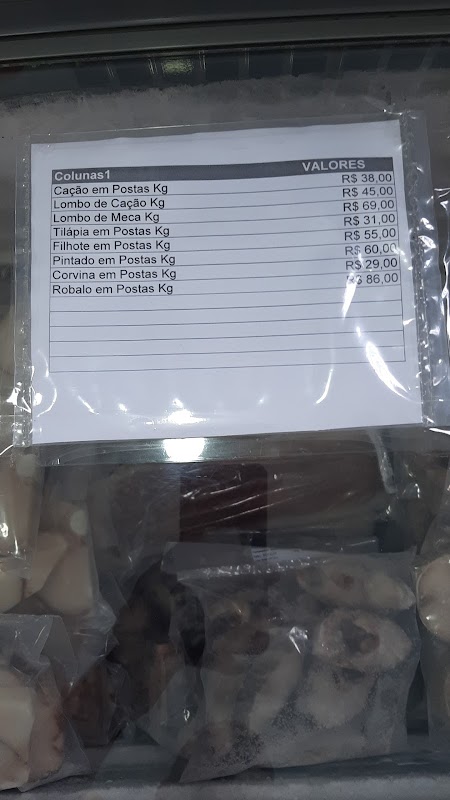 Colunas1 VALORES
Cação em Postas Kg R$ 38,00
Lombo de Cação Kg R$ 45,00
Lombo de Meca Kg R$ 69,00
Tilápia em Postas Kg R$ 31,00
Filhote em Postas Kg R$ 55,00
Pintado em Postas Kg R$ 60,00
Corvina em Postas Kg R$ 29,00
Robalo em Postas Kg R$ 86,00